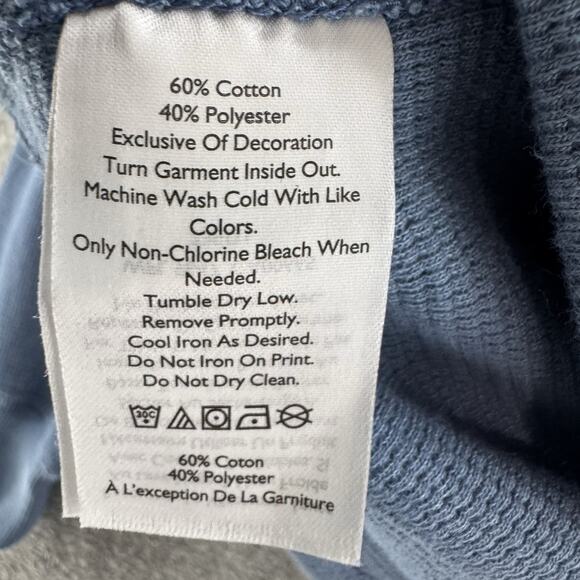 60% Cotton
40% Polyester
Exclusive Of Decoration
Turn Garment Inside Out.
Machine Wash Cold With Like
Colors.
Only Non-Chlorine Bleach When
Needed.
Tumble Dry Low.
Remove Promptly.
Cool Iron As Desired.
Do Not Iron On Print.
Do Not Dry Clean.
30C
60% Coton
40% Polyester
À L'exception De La Garniture